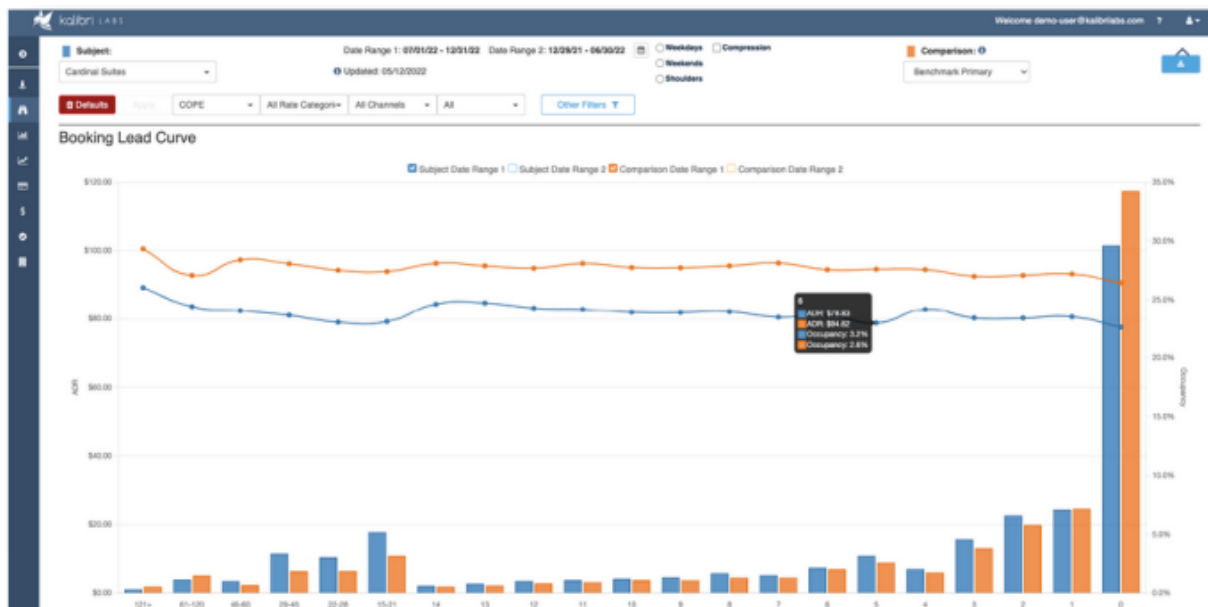 kalibri LABS
Welcome demo-user@kalibrilabs.com ?
Subject:
Date Range 1: 07/01/22 - 12/31/22 Date Range 2: 12/29/21 - 06/30/22
Weekdays
Compression
Weekends
Shoulders
Comparison:
Cardinal Suites
Updated: 05/12/2022
Benchmark Primary
Defaults
Apply
COPE
All Rate Categori
All Channels
All
Other Filters
Booking Lead Curve
Subject Date Range 1 Subject Date Range 2 Comparison Date Range 1 Comparison Date Range 2
$120.00
$100.00
$80.00
$60.00
$40.00
$20.00
$0.00
ADR
35.0%
30.0%
25.0%
20.0%
15.0%
10.0%
5.0%
0.0%
Occupancy
ADR: $94.62
Occupancy: 3.2%
Occupancy: 2.6%
121+ 61-120 46-60 29-45 22-28 15-21 14 13 12 11 10 9 8 7 6 5 4 3 2 1 0